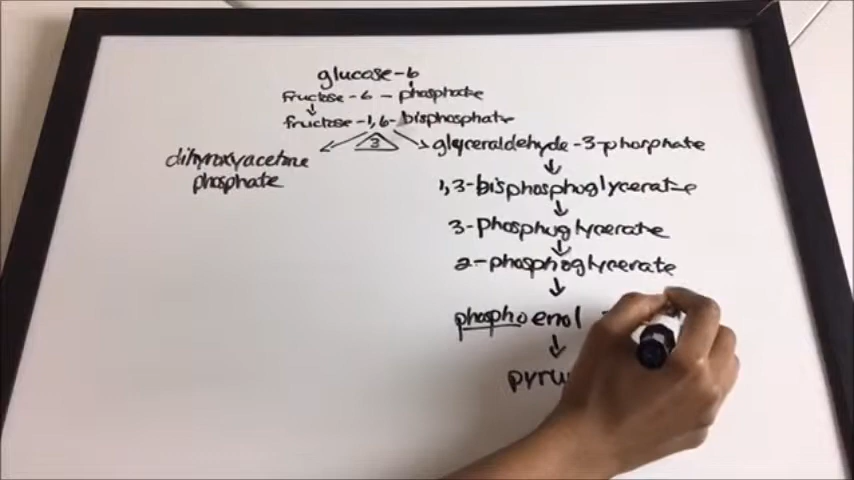 glucose-6
fructose-6-phosphate
fructose-1,6-bisphosphate
3
glyceraldehyde-3-phosphate
dihyroxyacetone
phosphate
1,3-bisphosphoglycerate
3-phosphoglycerate
2-phosphoglycerate
phosphoenol